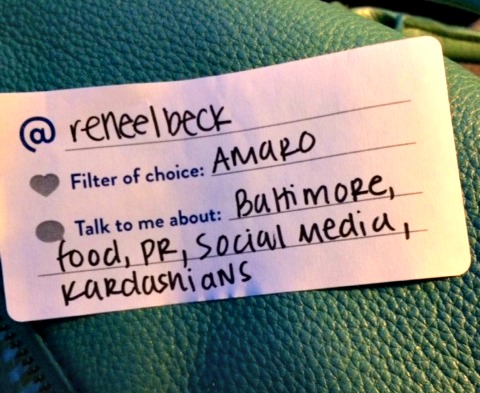 @ reneelbeck
Filter of choice: AMARO
Talk to me about: Baltimore,
food, PR, Social media,
Kardashians